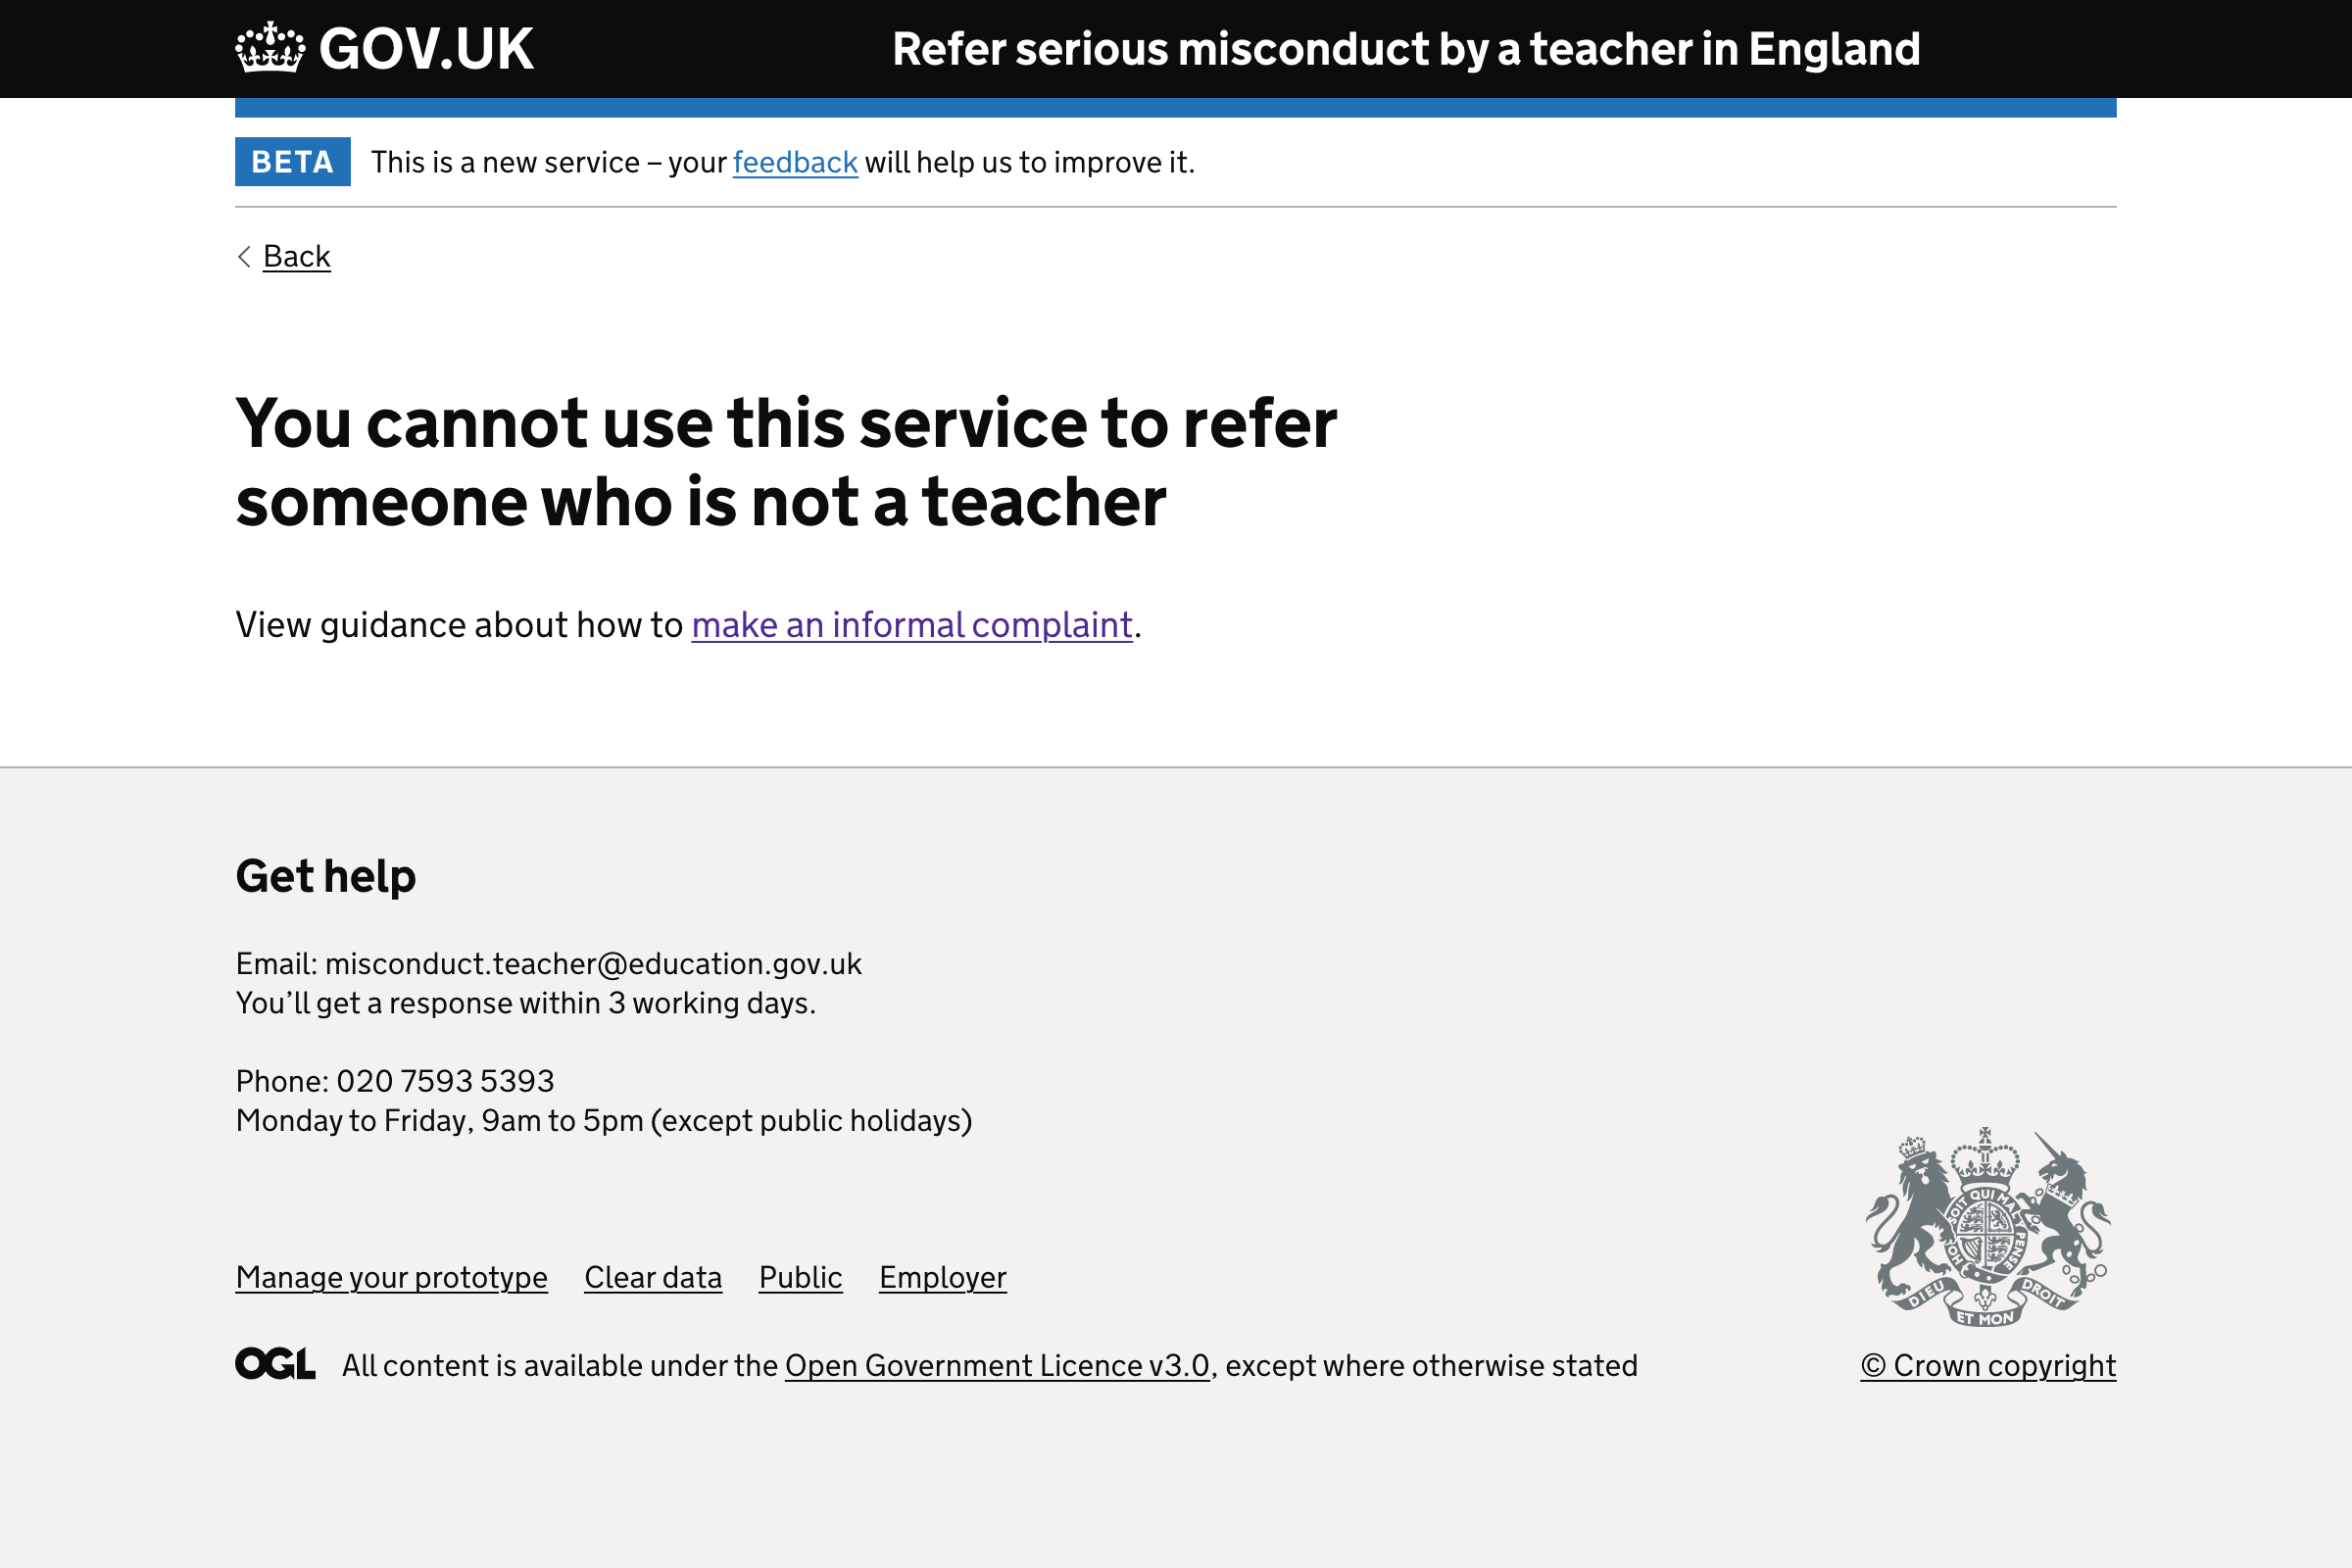 GOV.UK
Refer serious misconduct by a teacher in England
BETA This is a new service – your feedback will help us to improve it.
Back
You cannot use this service to refer
someone who is not a teacher
View guidance about how to make an informal complaint.
Get help
Email: misconduct.teacher@education.gov.uk
You’ll get a response within 3 working days.
Phone: 020 7593 5393
Monday to Friday, 9am to 5pm (except public holidays)
Manage your prototype Clear data Public Employer
OGL All content is available under the Open Government Licence v3.0, except where otherwise stated
SOIT QUI MAL Y PENSE
DIEU ET MON DROIT
© Crown copyright